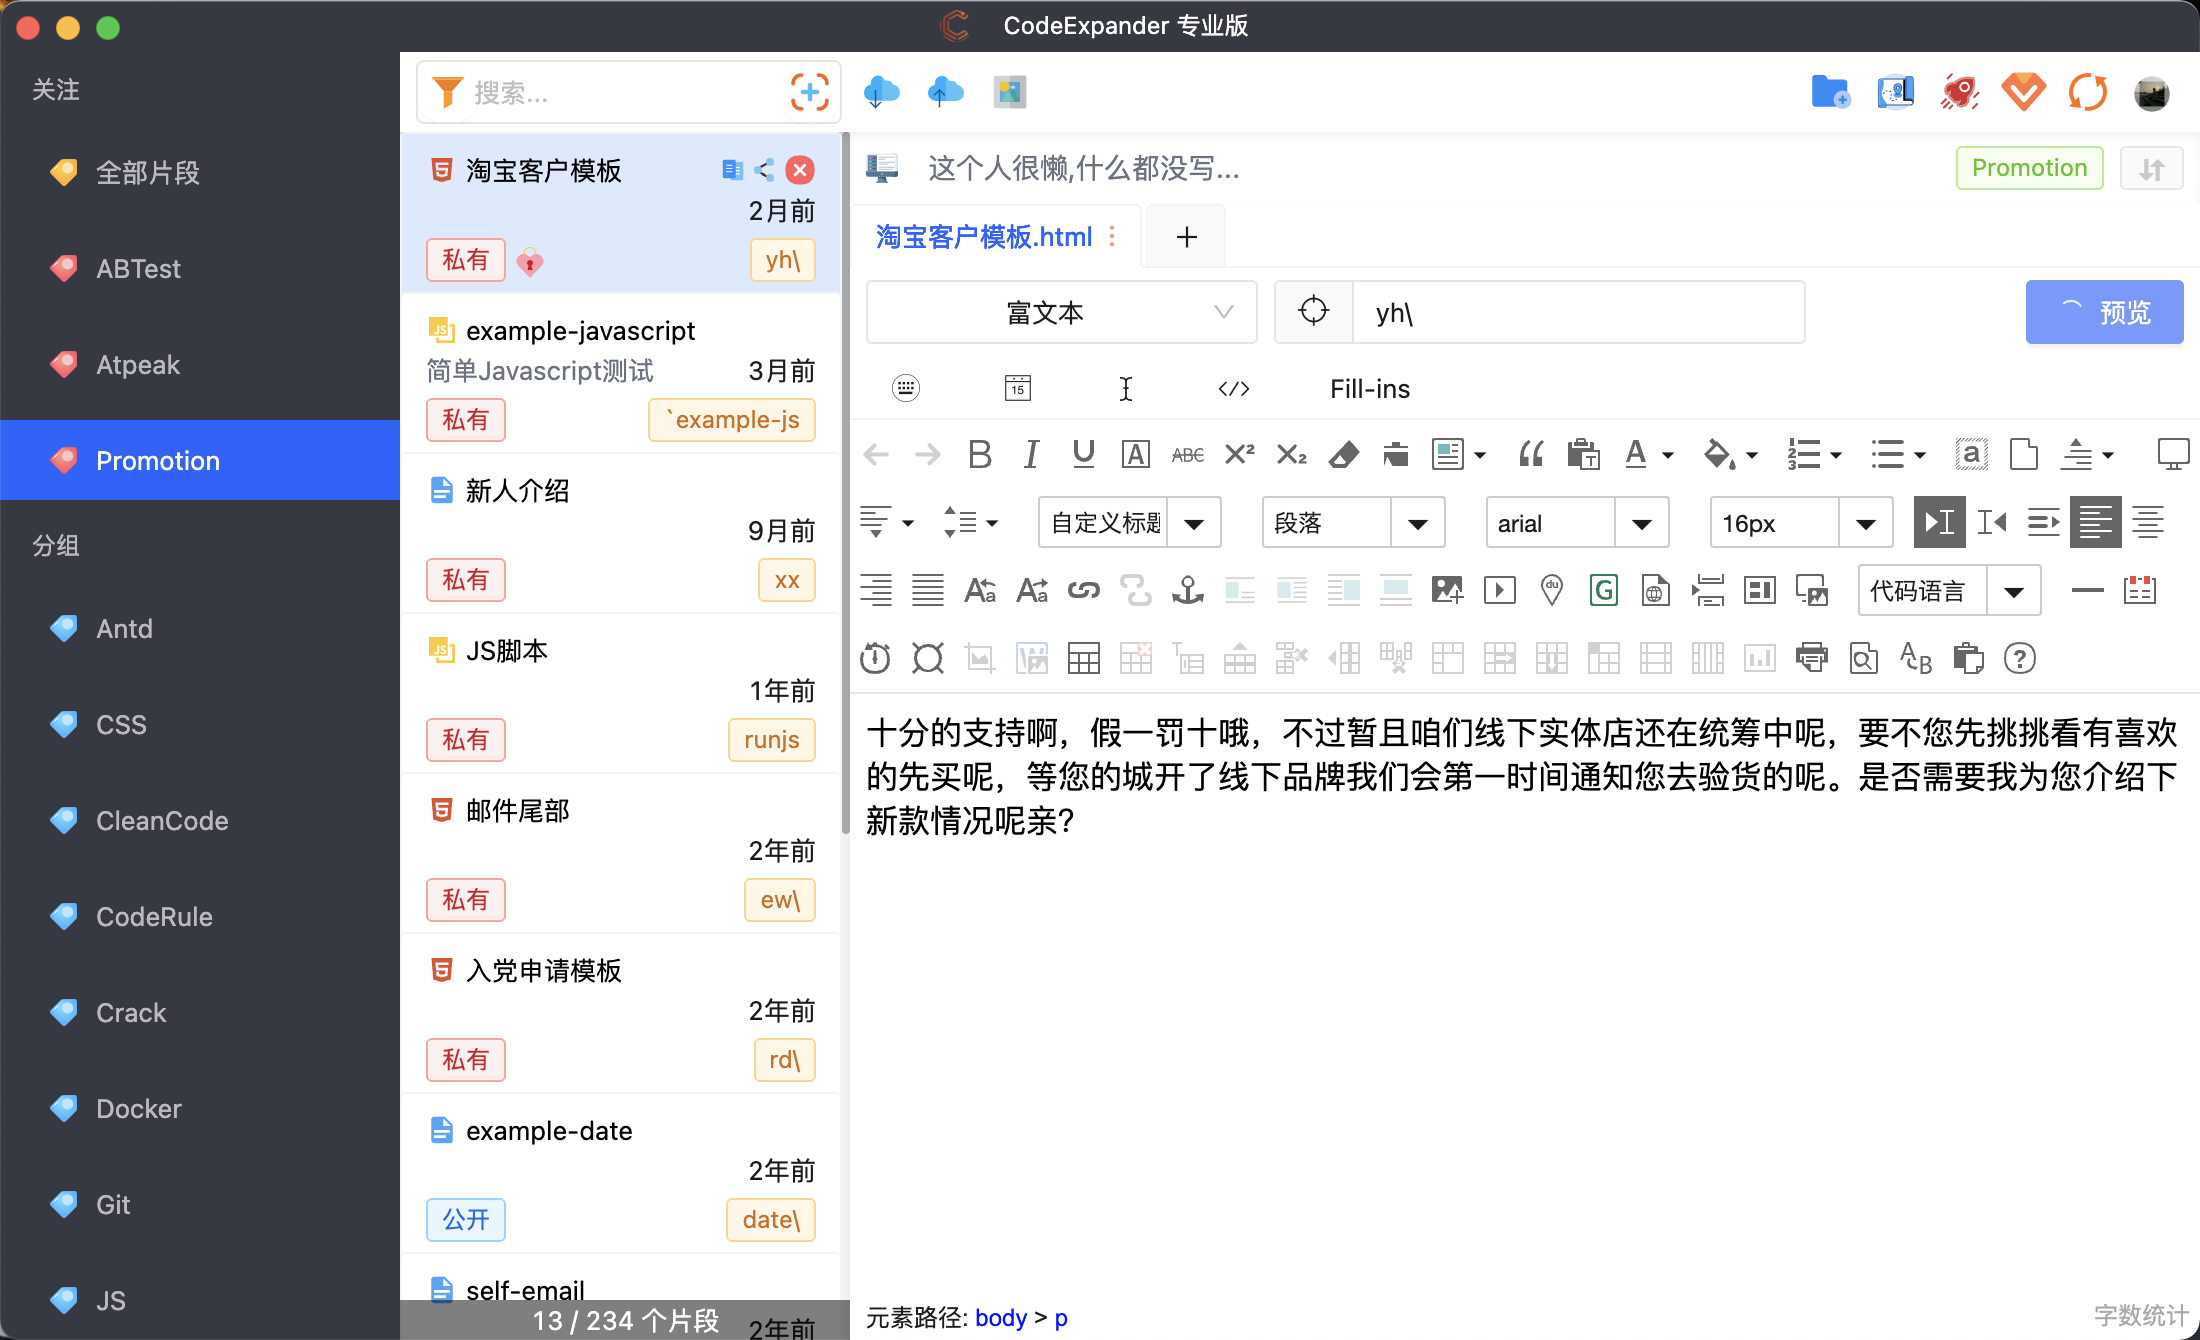 CodeExpander 专业版
关注
全部片段
ABTest
Atpeak
Promotion
分组
Antd
CSS
CleanCode
CodeRule
Crack
Docker
Git
JS
搜索...
淘宝客户模板
2月前
私有
yh\
example-javascript
简单Javascript测试
3月前
私有
`example-js
新人介绍
9月前
私有
xx
JS脚本
1年前
私有
runjs
邮件尾部
2年前
私有
ew\
入党申请模板
2年前
私有
rd\
example-date
2年前
公开
date\
self-email
2年前
13 / 234 个片段
这个人很懒,什么都没写...
Promotion
淘宝客户模板.html
富文本
yh\
预览
15
Fill-ins
ABC
自定义标题
段落
arial
16px
代码语言
十分的支持啊，假一罚十哦，不过暂且咱们线下实体店还在统筹中呢，要不您先挑挑看有喜欢
的先买呢，等您的城开了线下品牌我们会第一时间通知您去验货的呢。是否需要我为您介绍下
新款情况呢亲？
元素路径: body > p
字数统计